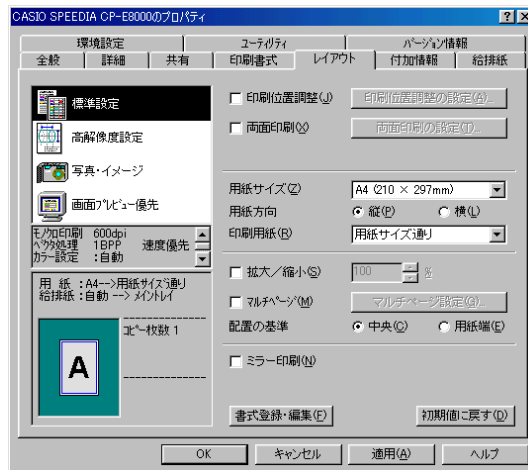 CASIO SPEEDIA CP-E8000のプロパティ
環境設定 ユーティリティ バージョン情報
全般 詳細 共有 印刷書式 レイアウト 付加情報 給排紙
標準設定
高解像度設定
写真・イメージ
画面プレビュー優先
モノクロ印刷 600dpi
ベクタ処理 1BPP 速度優先
カラー設定 :自動
用 紙 :A4-->用紙サイズ通り
給排紙 :自動 --> メイントレイ
コピー枚数 1
A
印刷位置調整(J) 印刷位置調整の設定(A)...
両面印刷(X) 両面印刷の設定(T)...
用紙サイズ(Z) A4 (210 × 297mm)
用紙方向 縦(P) 横(L)
印刷用紙(R) 用紙サイズ通り
拡大/縮小(S) 100 %
マルチページ(M) マルチページ設定(G)...
配置の基準 中央(C) 用紙端(E)
ミラー印刷(N)
書式登録・編集(F) 初期値に戻す(D)
OK キャンセル 適用(A) ヘルプ